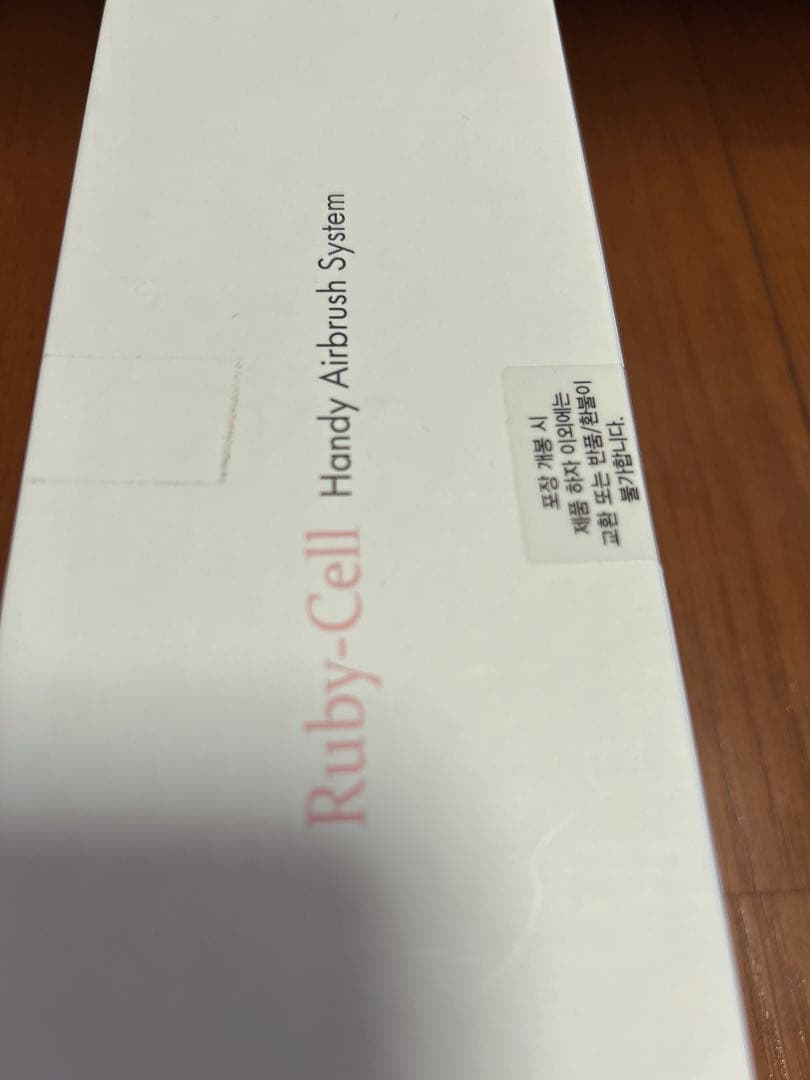 Ruby-Cell Handy Airbrush System
포장 개봉 시
제품 하자 이외에는
교환 또는 반품/환불이
불가합니다.